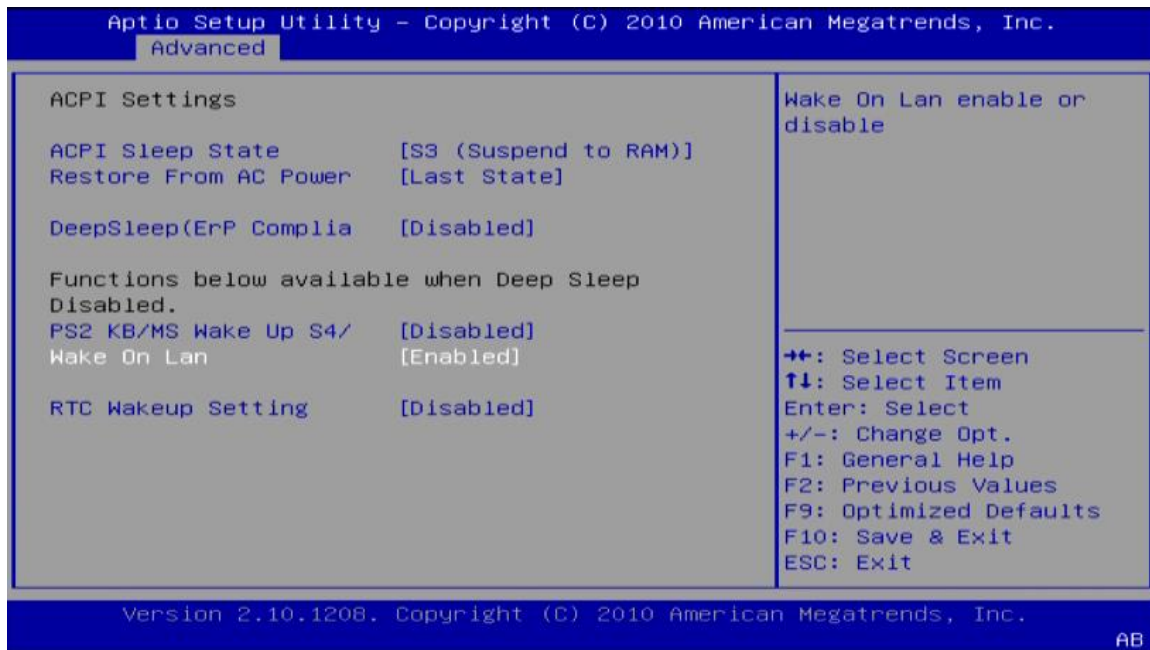 Aptio Setup Utility – Copyright (C) 2010 American Megatrends, Inc.
Advanced
ACPI Settings
ACPI Sleep State [S3 (Suspend to RAM)]
Restore From AC Power [Last State]
DeepSleep(ErP Complia [Disabled]
Functions below available when Deep Sleep
Disabled.
PS2 KB/MS Wake Up S4/ [Disabled]
Wake On Lan [Enabled]
RTC Wakeup Setting [Disabled]
Wake On Lan enable or
disable
→←: Select Screen
↑↓: Select Item
Enter: Select
+/-: Change Opt.
F1: General Help
F2: Previous Values
F9: Optimized Defaults
F10: Save & Exit
ESC: Exit
Version 2.10.1208. Copyright (C) 2010 American Megatrends, Inc.
AB